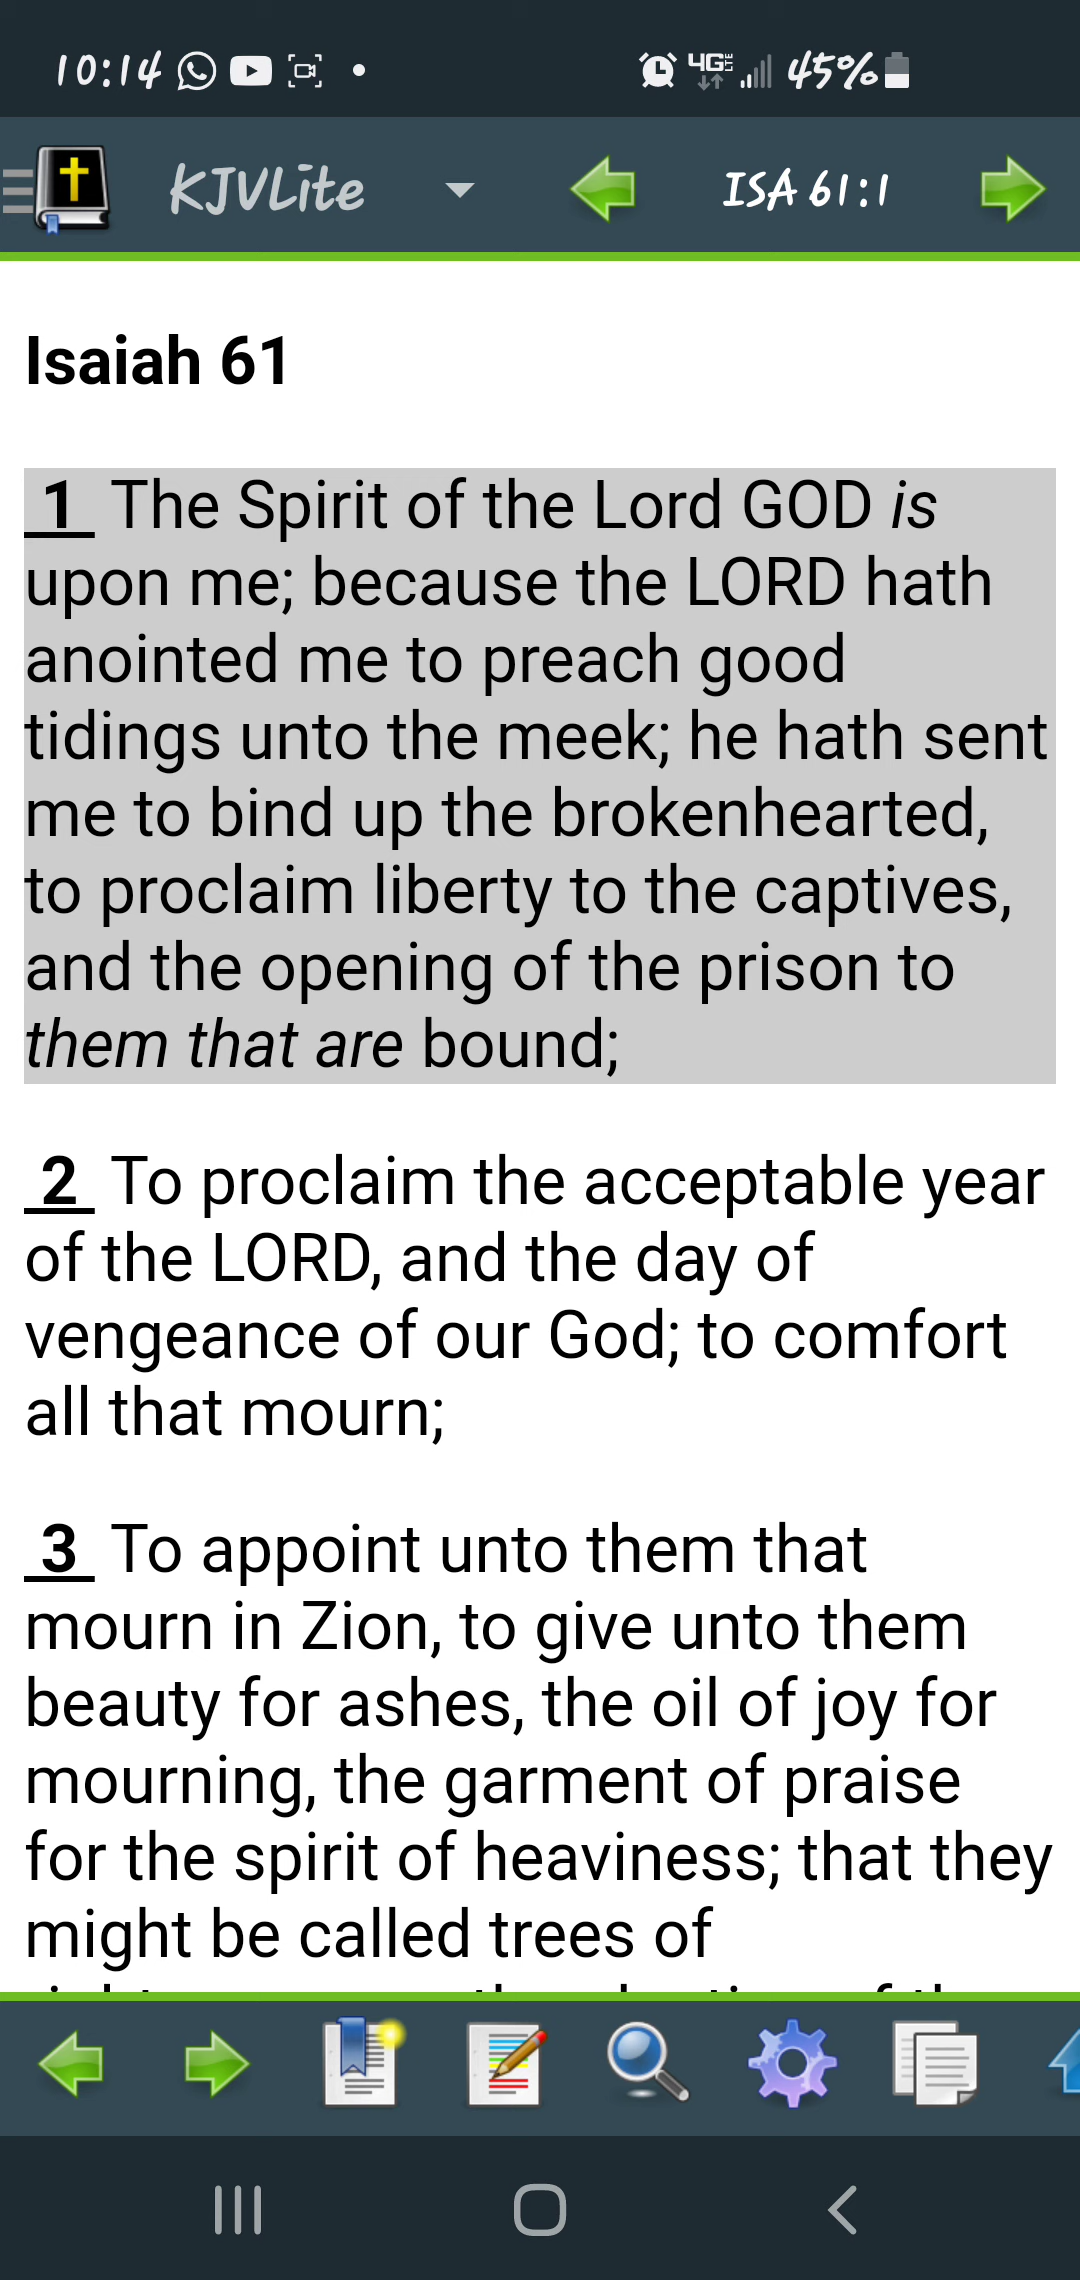 10:14 4G LTE 45%
KJVLite ISA 61:1
Isaiah 61
1 The Spirit of the Lord GOD is
upon me; because the LORD hath
anointed me to preach good
tidings unto the meek; he hath sent
me to bind up the brokenhearted,
to proclaim liberty to the captives,
and the opening of the prison to
them that are bound;
2 To proclaim the acceptable year
of the LORD, and the day of
vengeance of our God; to comfort
all that mourn;
3 To appoint unto them that
mourn in Zion, to give unto them
beauty for ashes, the oil of joy for
mourning, the garment of praise
for the spirit of heaviness; that they
might be called trees of